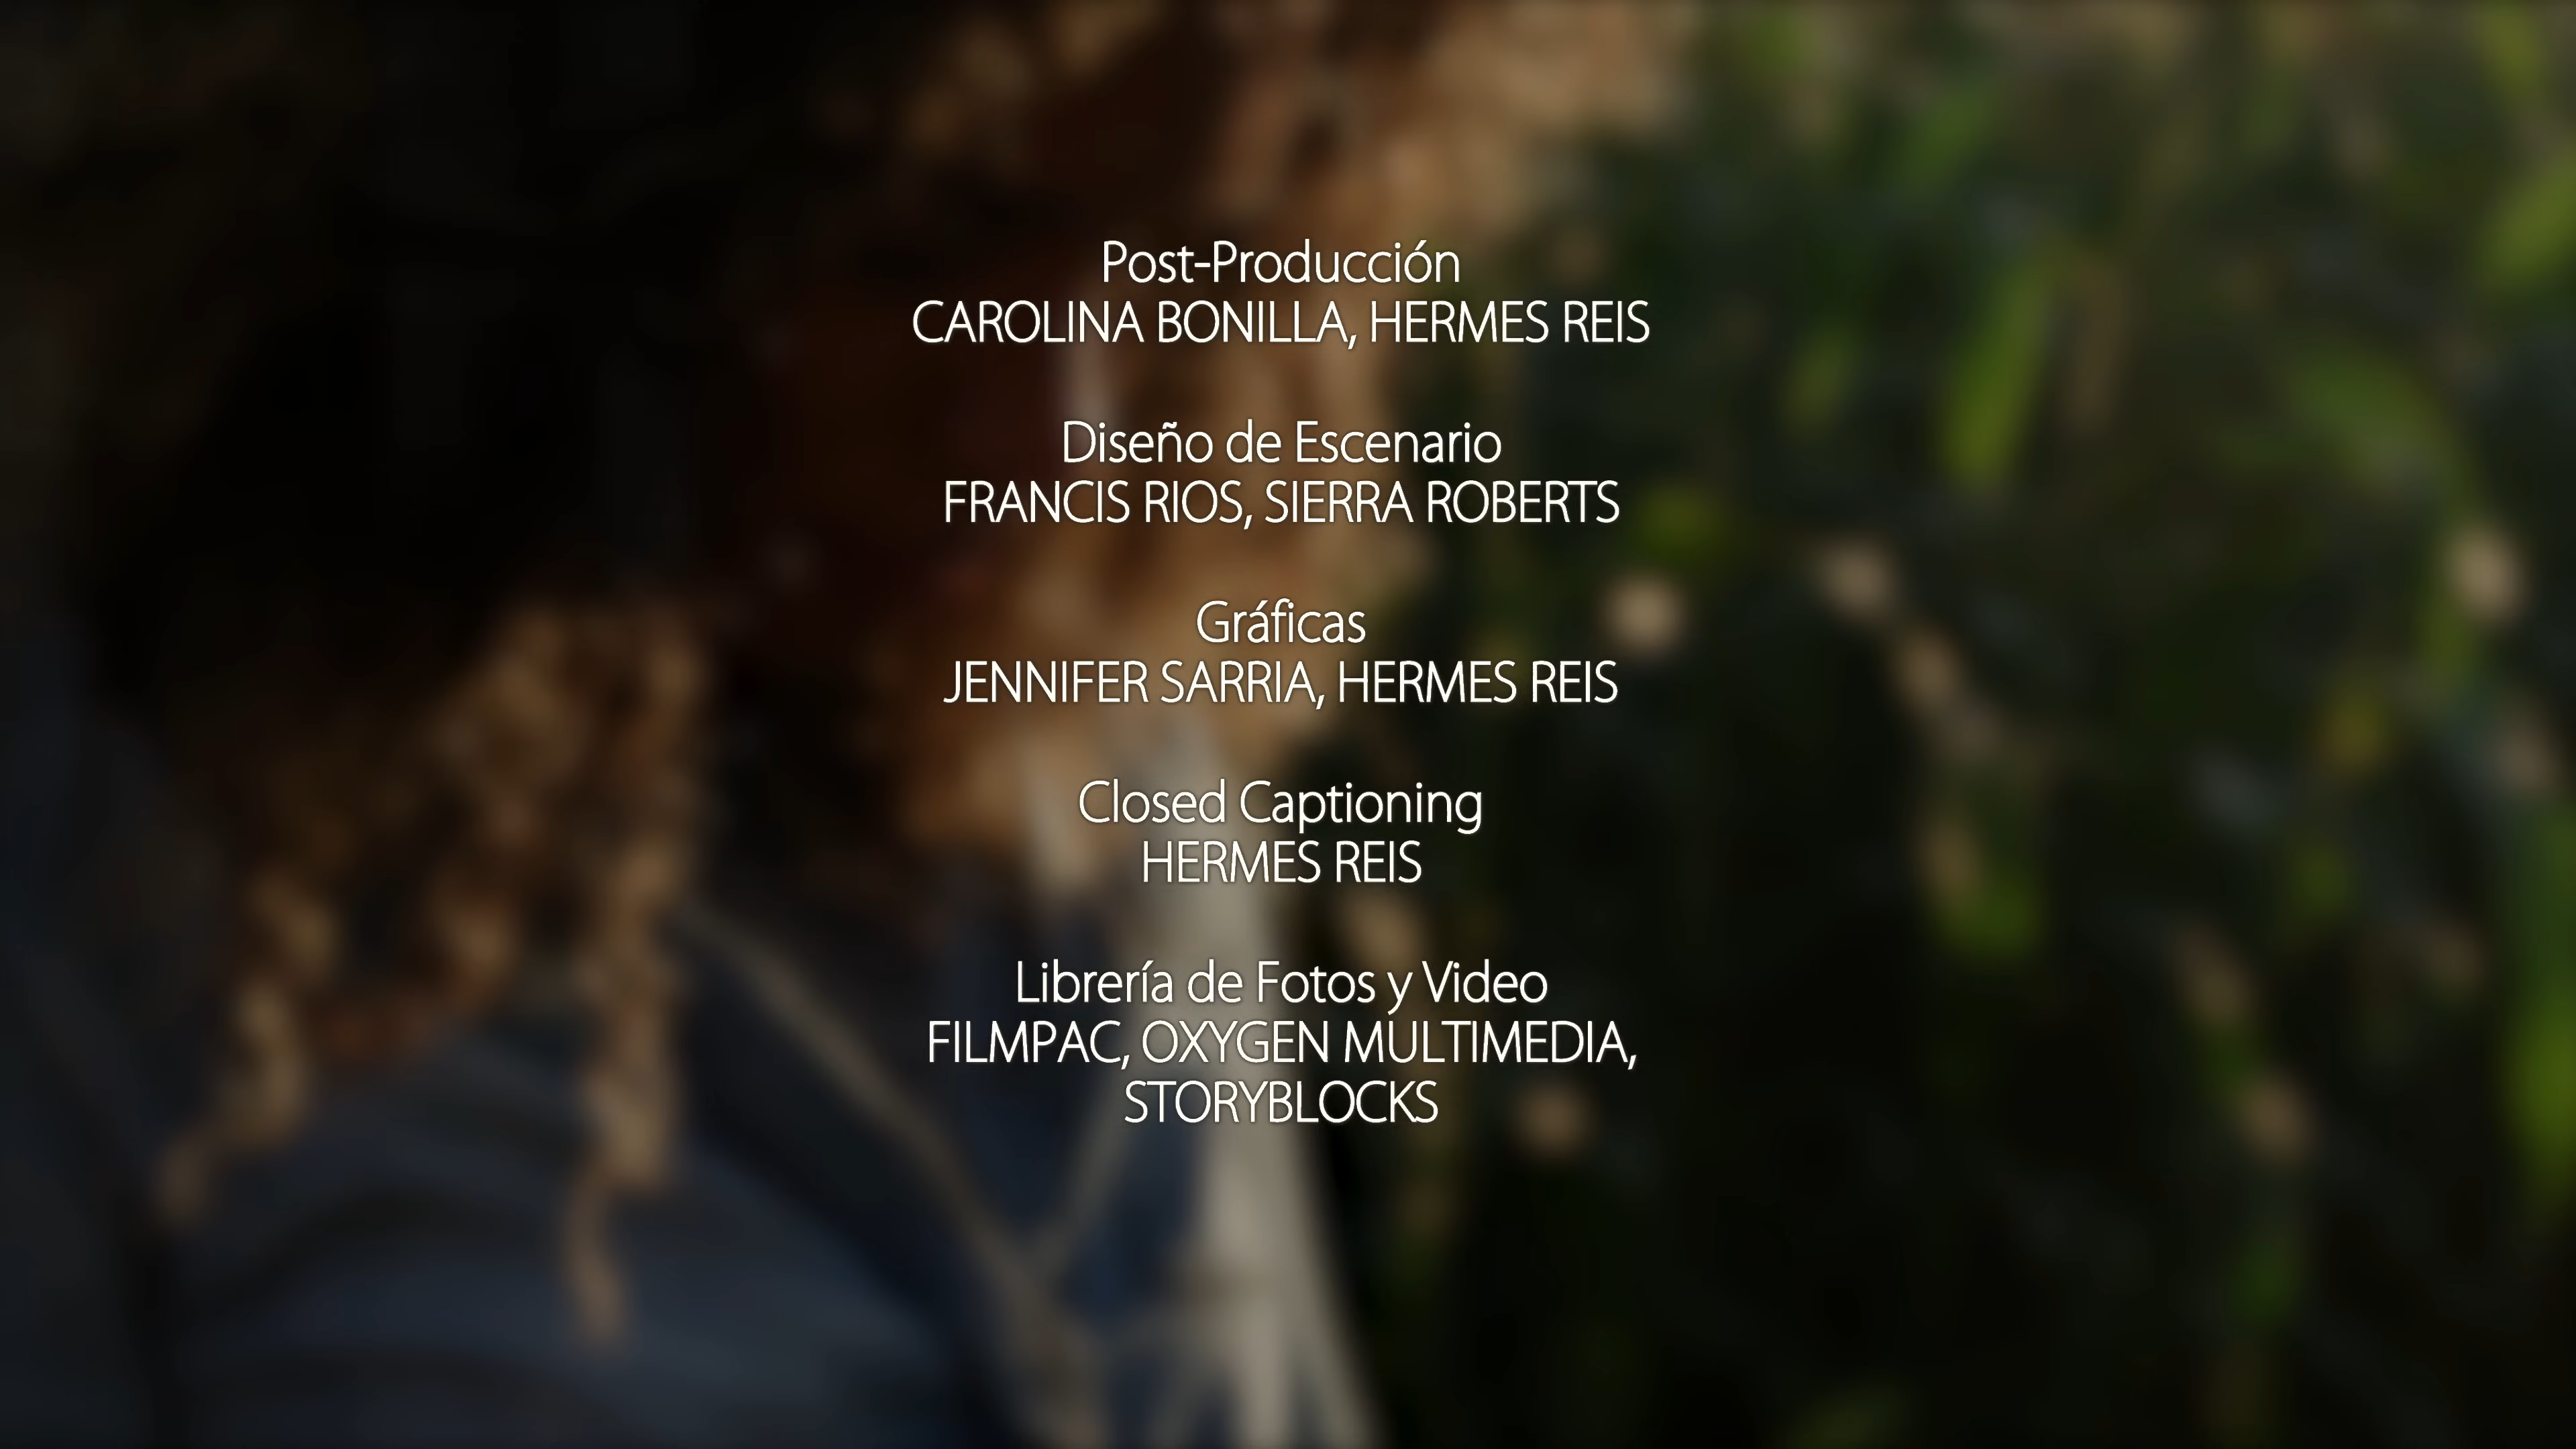 Post-Producción
CAROLINA BONILLA, HERMES REIS
Diseño de Escenario
FRANCIS RIOS, SIERRA ROBERTS
Gráficas
JENNIFER SARRIA, HERMES REIS
Closed Captioning
HERMES REIS
Librería de Fotos y Video
FILMPAC, OXYGEN MULTIMEDIA,
STORYBLOCKS